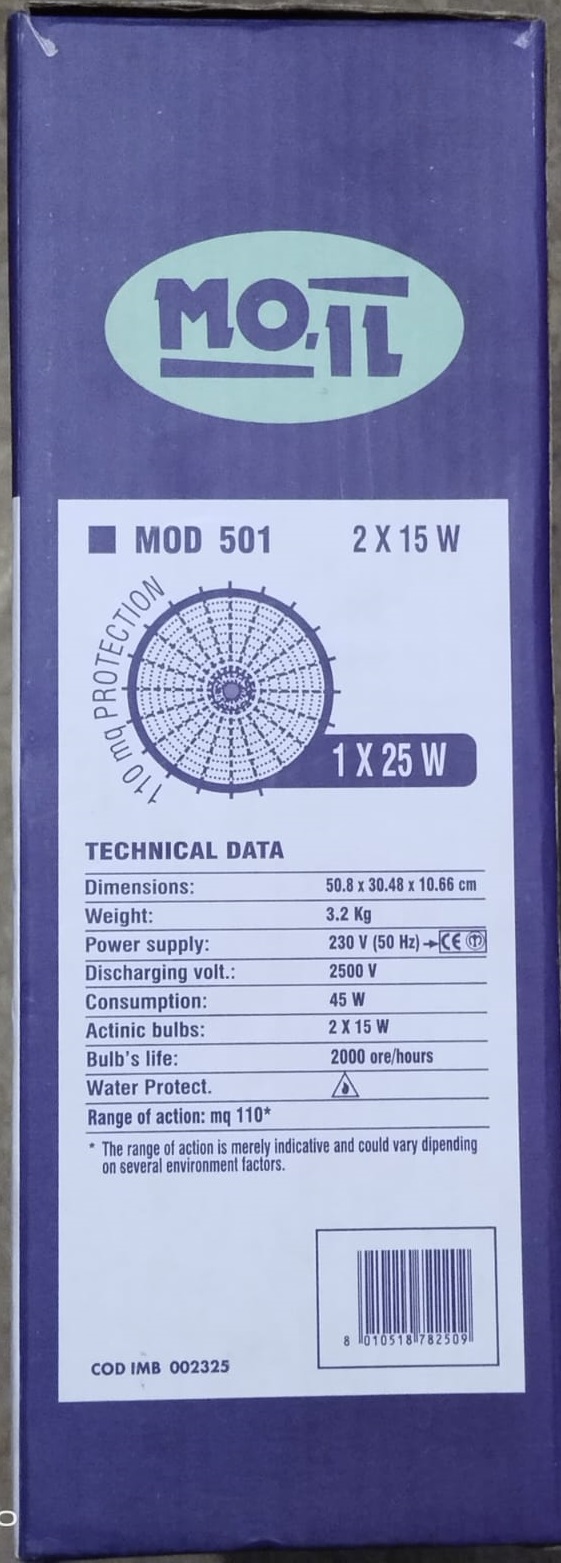 MO.IL
MOD 501 2 X 15 W
110 mq PROTECTION
1 X 25 W
TECHNICAL DATA
Dimensions: 50.8 x 30.48 x 10.66 cm
Weight: 3.2 Kg
Power supply: 230 V (50 Hz) → CE
Discharging volt.: 2500 V
Consumption: 45 W
Actinic bulbs: 2 X 15 W
Bulb's life: 2000 ore/hours
Water Protect.
Range of action: mq 110*
* The range of action is merely indicative and could vary dipending
on several environment factors.
8 010518 782509
COD IMB 002325